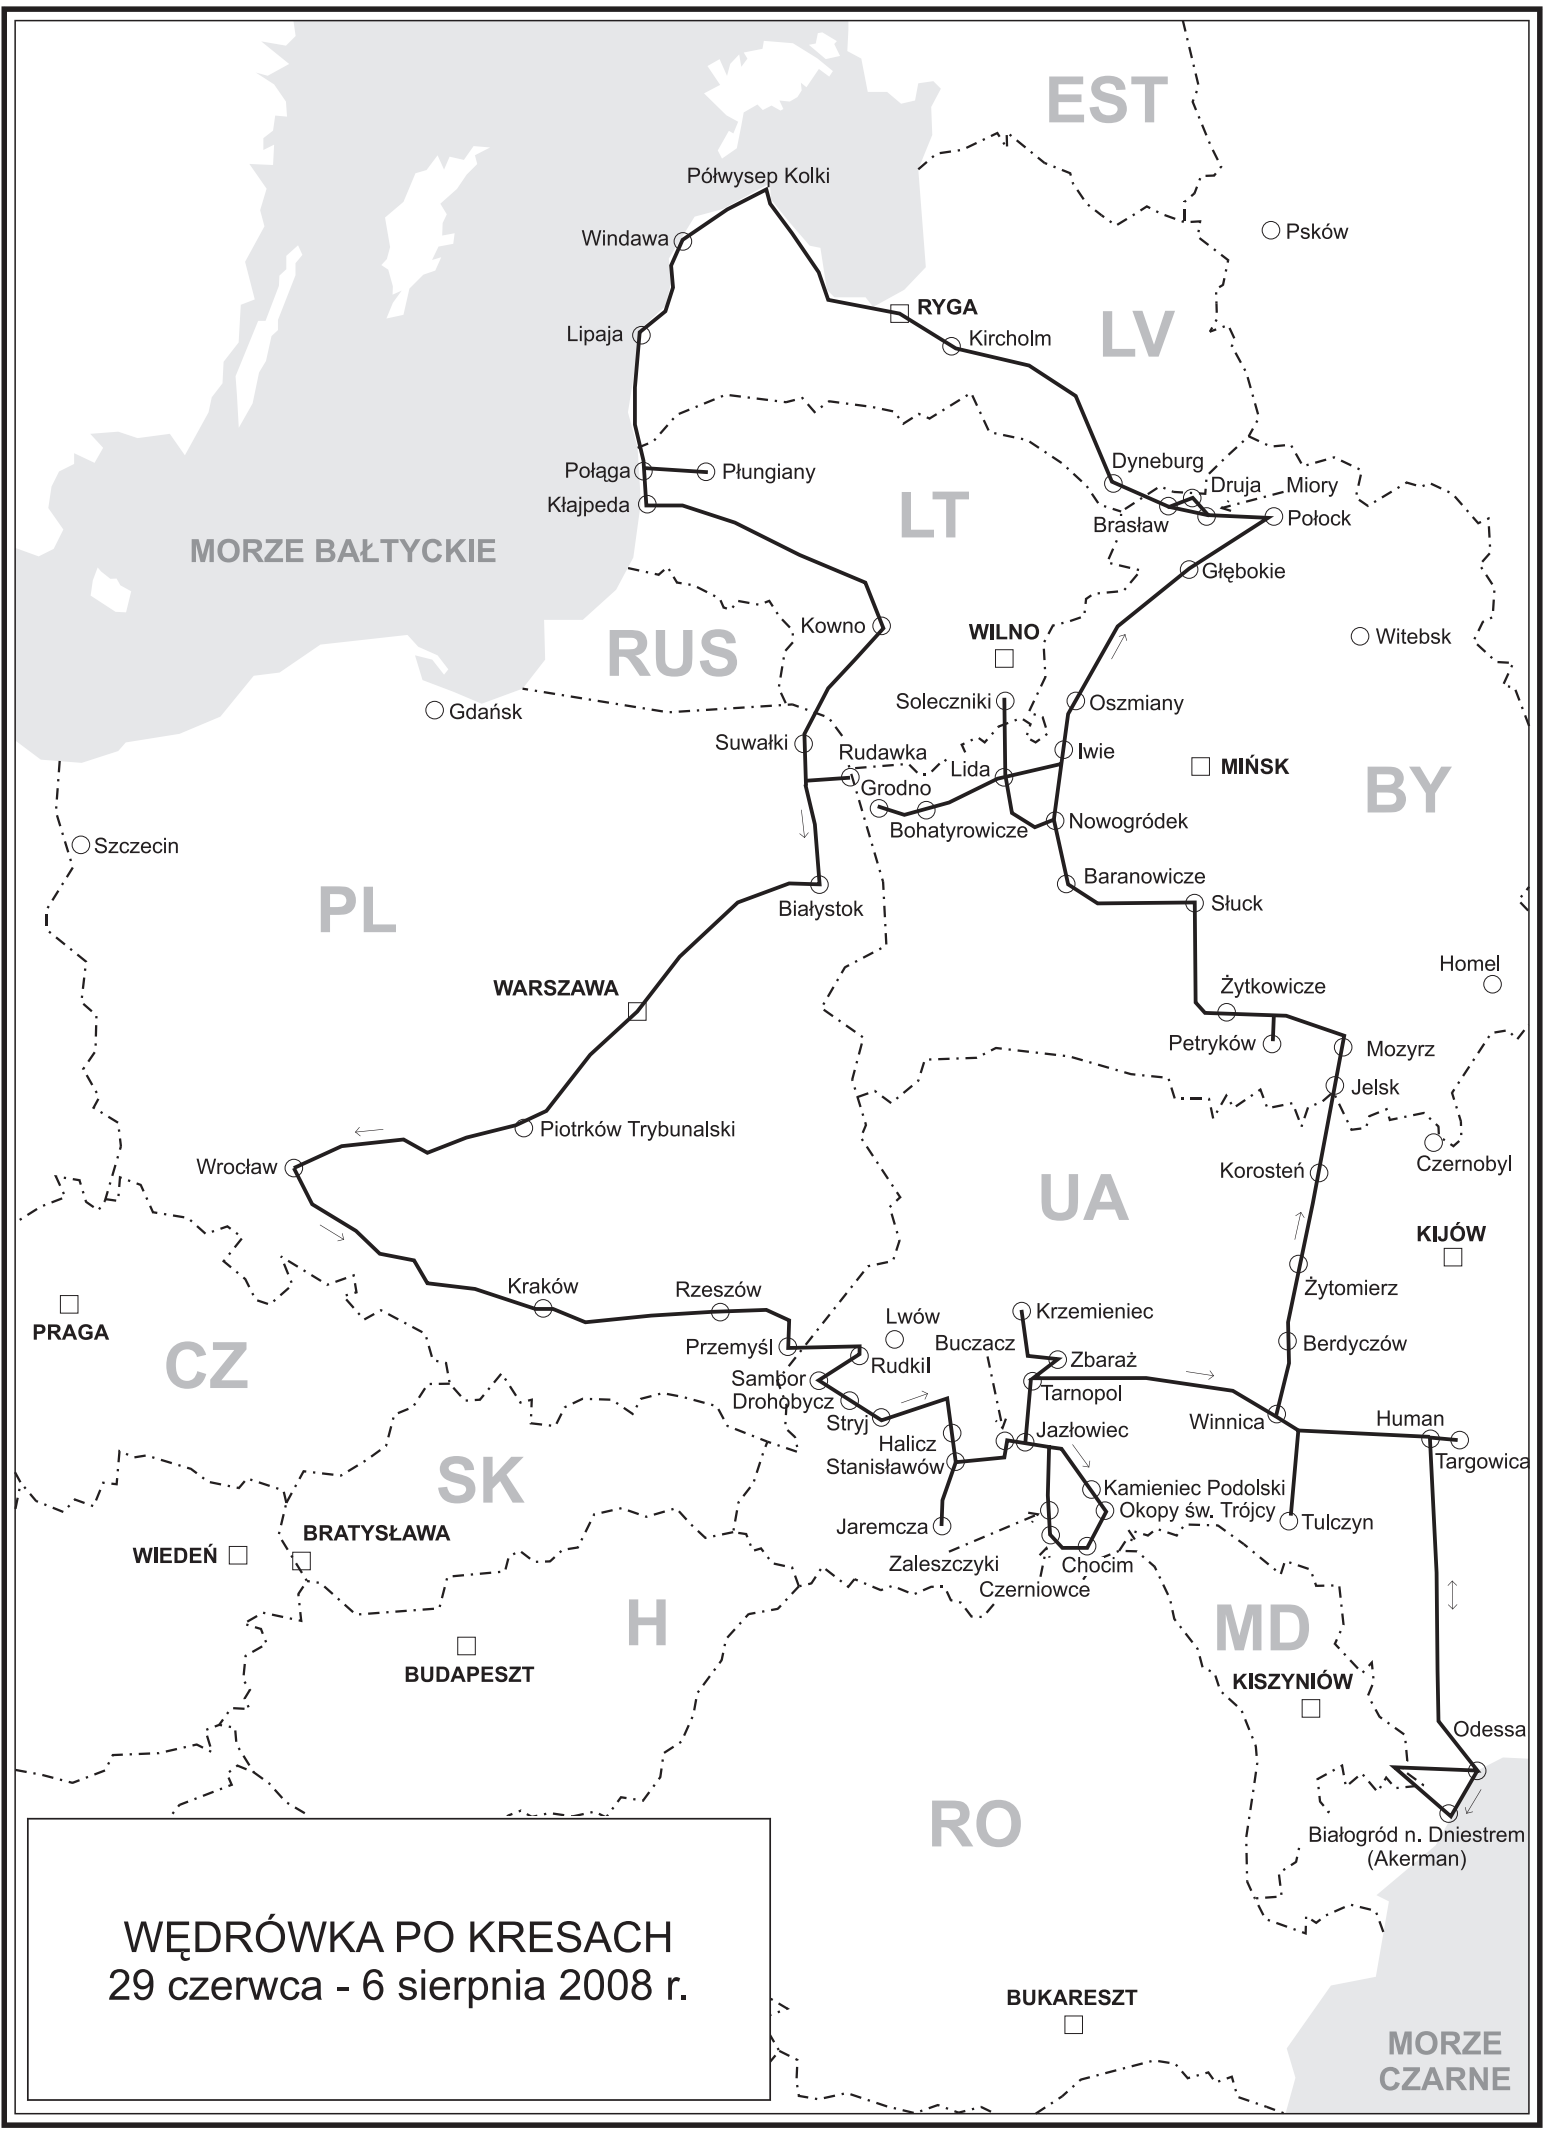 EST
Półwysep Kolki
Psków
Windawa
RYGA
Lipaja
Kircholm
LV
Dyneburg
Połąga
Płungiany
Druja
Miory
Kłajpeda
LT
Brasław
Połock
MORZE BAŁTYCKIE
Głębokie
Kowno
WILNO
Witebsk
RUS
Soleczniki
Oszmiany
Gdańsk
Suwałki
Rudawka
Iwie
Lida
MIŃSK
Grodno
BY
Bohatyrowicze
Nowogródek
Szczecin
Baranowicze
PL
Białystok
Słuck
Homel
WARSZAWA
Żytkowicze
Petryków
Mozyrz
Jelsk
Piotrków Trybunalski
Wrocław
Korosteń
Czernobyl
UA
KIJÓW
Kraków
Rzeszów
Żytomierz
PRAGA
Lwów
Krzemieniec
Przemyśl
Buczacz
Berdyczów
CZ
Rudkil
Zbaraż
Sambor
Tarnopol
Drohobycz
Stryj
Winnica
Human
Halicz
Jazłowiec
Stanisławów
Targowica
SK
Kamieniec Podolski
Okopy św. Trójcy
Jaremcza
Tulczyn
BRATYSŁAWA
WIEDEŃ
Zaleszczyki
Chocim
Czerniowce
H
MD
BUDAPESZT
KISZYNIÓW
Odessa
RO
Białogród n. Dniestrem
(Akerman)
WĘDRÓWKA PO KRESACH
29 czerwca - 6 sierpnia 2008 r.
BUKARESZT
MORZE
CZARNE